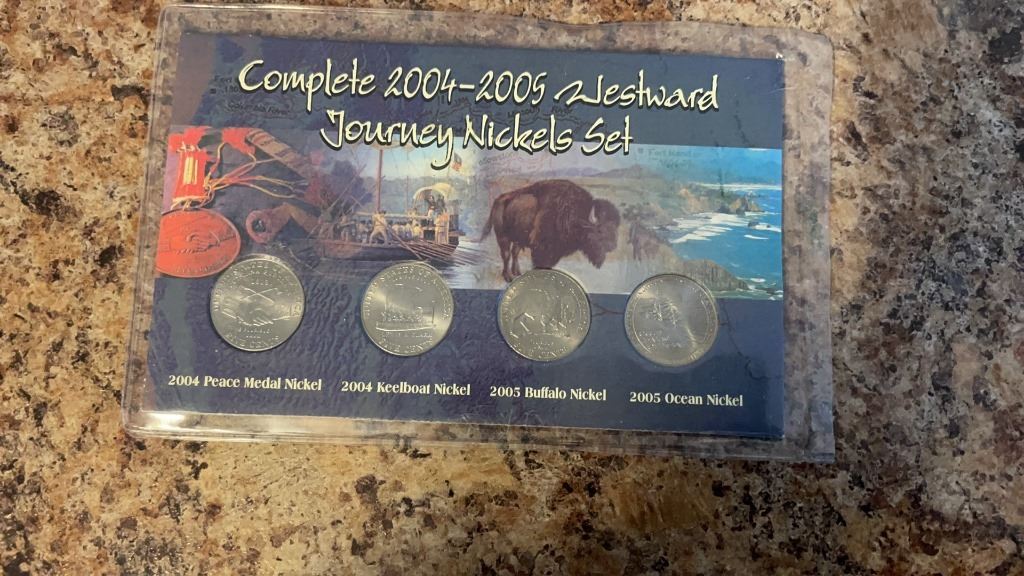 Complete 2004-2005 Westward
Journey Nickels Set
2004 Peace Medal Nickel
2004 Keelboat Nickel
2005 Buffalo Nickel
2005 Ocean Nickel